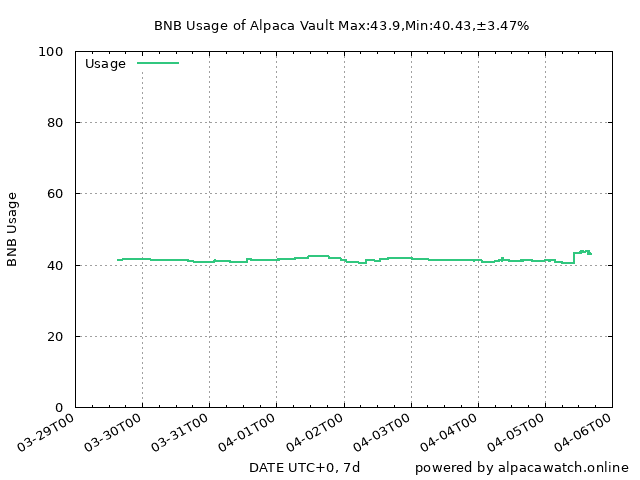 BNB Usage of Alpaca Vault Max:43.9,Min:40.43,±3.47%
100
Usage
80
60
BNB Usage
40
20
0
03-29T00 03-30T00 03-31T00 04-01T00 04-02T00 04-03T00 04-04T00 04-05T00 04-06T00
DATE UTC+0, 7d powered by alpacawatch.online